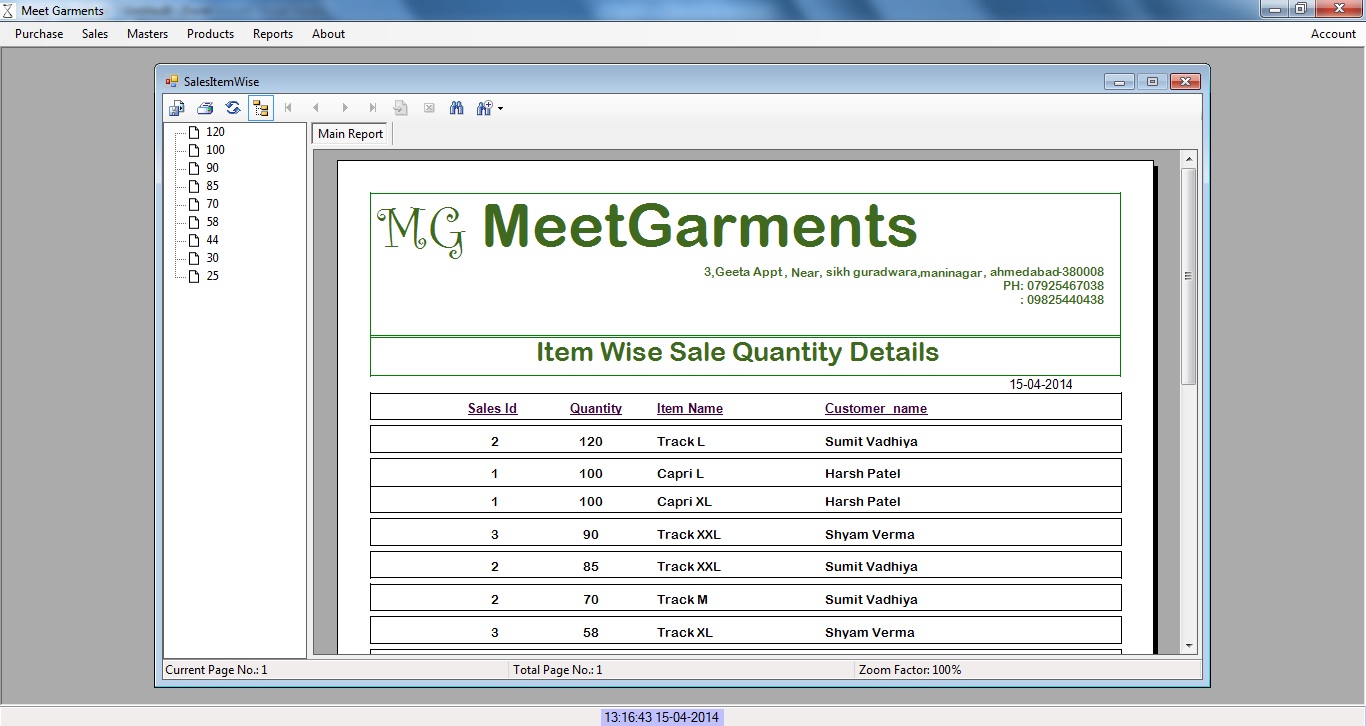 Meet Garments
Purchase Sales Masters Products Reports About Account
SalesItemWise
120
100
90
85
70
58
44
30
25
Main Report
MG MeetGarments
3,Geeta Appt , Near, sikh guradwara,maninagar, ahmedabad-380008
PH: 07925467038
: 09825440438
Item Wise Sale Quantity Details
15-04-2014
Sales Id Quantity Item Name Customer_name
2 120 Track L Sumit Vadhiya
1 100 Capri L Harsh Patel
1 100 Capri XL Harsh Patel
3 90 Track XXL Shyam Verma
2 85 Track XXL Sumit Vadhiya
2 70 Track M Sumit Vadhiya
3 58 Track XL Shyam Verma
Current Page No.: 1 Total Page No.: 1 Zoom Factor: 100%
13:16:43 15-04-2014